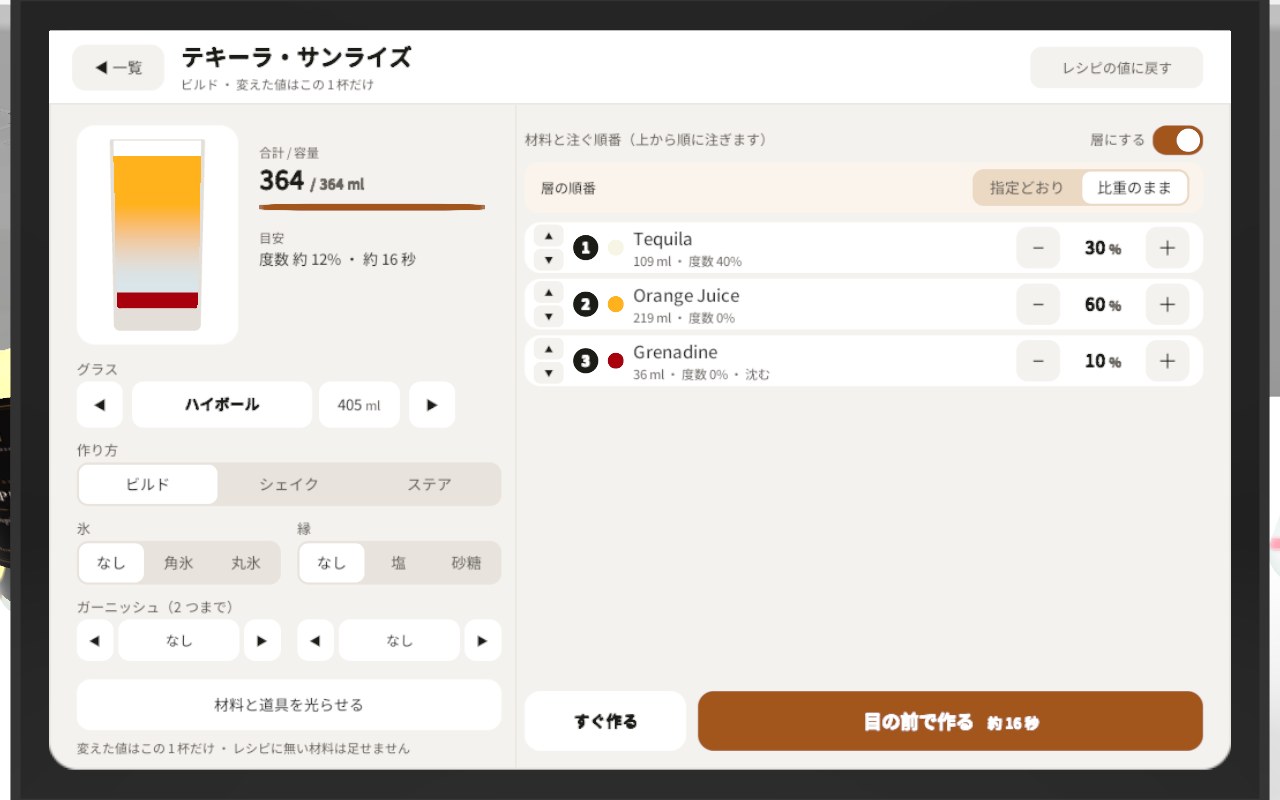 ◀ 一覧
テキーラ・サンライズ
ビルド ・ 変えた値はこの1杯だけ
レシピの値に戻す
合計 / 容量
364 / 364 ml
目安
度数 約 12% ・ 約 16 秒
グラス
◀ ハイボール 405 ml ▶
作り方
ビルド シェイク ステア
氷 縁
なし 角氷 丸氷 なし 塩 砂糖
ガーニッシュ（2 つまで）
◀ なし ▶ ◀ なし ▶
材料と道具を光らせる
変えた値はこの1杯だけ ・ レシピに無い材料は足せません
材料と注ぐ順番（上から順に注ぎます）
層にする
層の順番 指定どおり 比重のまま
▲ ▼ 1 Tequila − 30 % +
109 ml ・ 度数 40%
▲ ▼ 2 Orange Juice − 60 % +
219 ml ・ 度数 0%
▲ ▼ 3 Grenadine − 10 % +
36 ml ・ 度数 0% ・ 沈む
すぐ作る
目の前で作る 約 16 秒